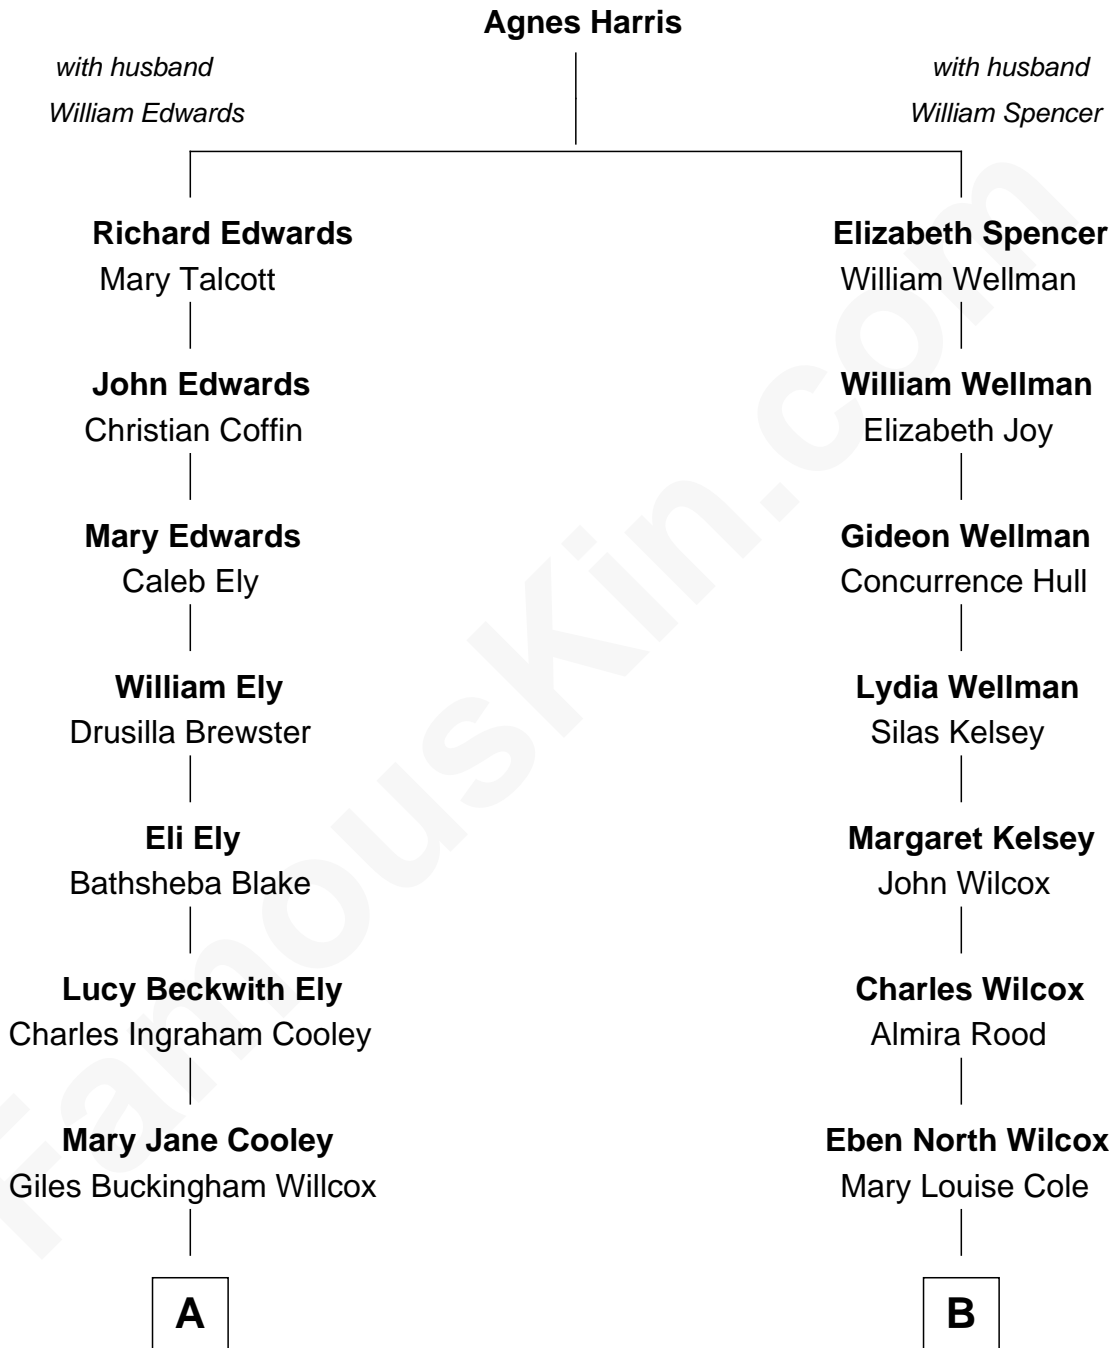 Agnes Harris
with husband
William Edwards
with husband
William Spencer
Richard Edwards
Mary Talcott
Elizabeth Spencer
William Wellman
John Edwards
Christian Coffin
William Wellman
Elizabeth Joy
Mary Edwards
Caleb Ely
Gideon Wellman
Concurrence Hull
William Ely
Drusilla Brewster
Lydia Wellman
Silas Kelsey
Eli Ely
Bathsheba Blake
Margaret Kelsey
John Wilcox
Lucy Beckwith Ely
Charles Ingraham Cooley
Charles Wilcox
Almira Rood
Mary Jane Cooley
Giles Buckingham Willcox
Eben North Wilcox
Mary Louise Cole
A
B
FamousKin.com